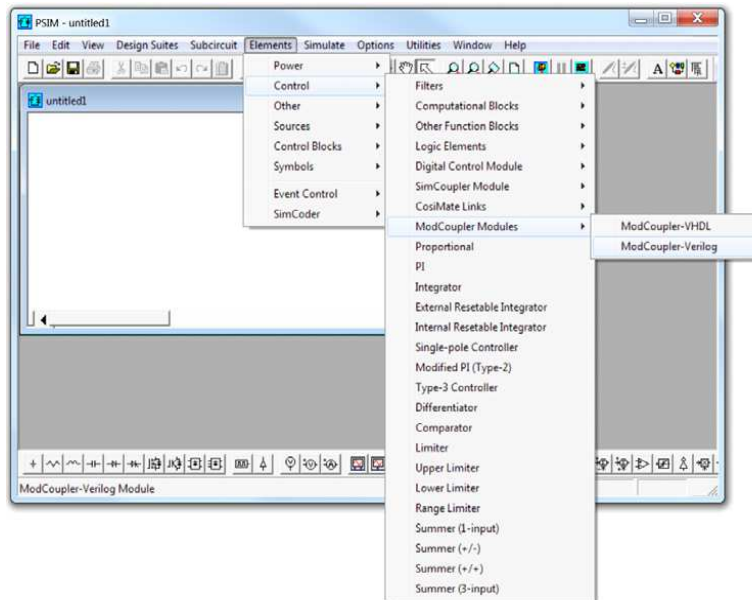 PSIM - untitled1
File Edit View Design Suites Subcircuit Elements Simulate Options Utilities Window Help
untitled1
Power
Control
Other
Sources
Control Blocks
Symbols
Event Control
SimCoder
Filters
Computational Blocks
Other Function Blocks
Logic Elements
Digital Control Module
SimCoupler Module
CosiMate Links
ModCoupler Modules
Proportional
PI
Integrator
External Resetable Integrator
Internal Resetable Integrator
Single-pole Controller
Modified PI (Type-2)
Type-3 Controller
Differentiator
Comparator
Limiter
Upper Limiter
Lower Limiter
Range Limiter
Summer (1-input)
Summer (+/-)
Summer (+/+)
Summer (3-input)
ModCoupler-VHDL
ModCoupler-Verilog
ModCoupler-Verilog Module